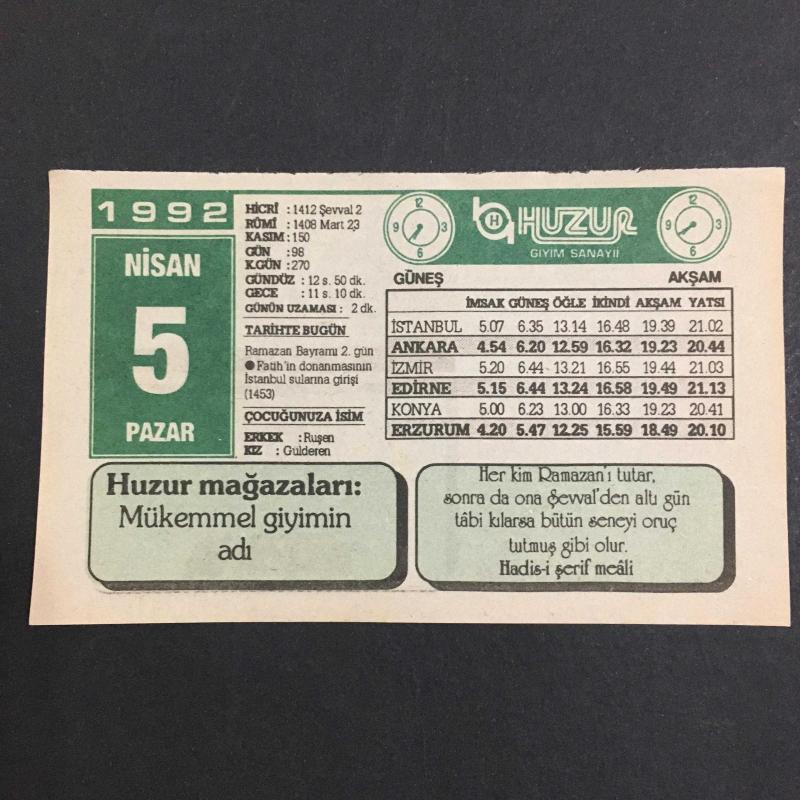 1992
NİSAN
5
PAZAR
HİCRÎ : 1412 Şevval 2
RÛMÎ : 1408 Mart 23
KASIM : 150
GÜN : 98
K.GÜN : 270
GÜNDÜZ : 12 s. 50 dk.
GECE : 11 s. 10 dk.
GÜNÜN UZAMASI : 2 dk.
TARİHTE BUGÜN
Ramazan Bayramı 2. gün
● Fatih'in donanmasının
İstanbul sularına girişi
(1453)
ÇOCUĞUNUZA İSİM
ERKEK : Ruşen
KIZ : Gülderen
12
9 3
6
H
HUZUR
GİYİM SANAYİİ
12
9 3
6
GÜNEŞ AKŞAM
İMSAK GÜNEŞ ÖĞLE İKİNDİ AKŞAM YATSI
İSTANBUL 5.07 6.35 13.14 16.48 19.39 21.02
ANKARA 4.54 6.20 12.59 16.32 19.23 20.44
İZMİR 5.20 6.44 13.21 16.55 19.44 21.03
EDİRNE 5.15 6.44 13.24 16.58 19.49 21.13
KONYA 5.00 6.23 13.00 16.33 19.23 20.41
ERZURUM 4.20 5.47 12.25 15.59 18.49 20.10
Huzur mağazaları:
Mükemmel giyimin
adı
Her kim Ramazan'ı tutar,
sonra da ona Şevval'den altı gün
tâbi kılarsa bütün seneyi oruç
tutmuş gibi olur.
Hadis-i şerif meâli